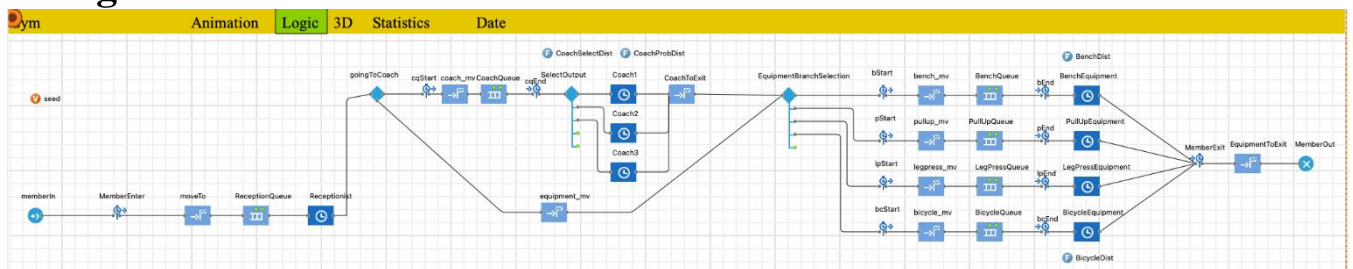 ym Animation Logic 3D Statistics Date
CoachSelectDist CoachProbDist BenchDist
goingToCoach cqStart coach_mv CoachQueue cqEnd SelectOutput Coach1 CoachToExit EquipmentBranchSelection bStart bench_mv BenchQueue bEnd BenchEquipment
seed
Coach2 pStart pullup_mv PullUpQueue pEnd PullUpEquipment
Coach3 MemberExit EquipmentToExit MemberOut
lpStart legpress_mv LegPressQueue lpEnd LegPressEquipment
memberIn MemberEnter moveTo ReceptionQueue Receptionist equipment_mv
bcStart bicycle_mv BicycleQueue bcEnd BicycleEquipment
BicycleDist